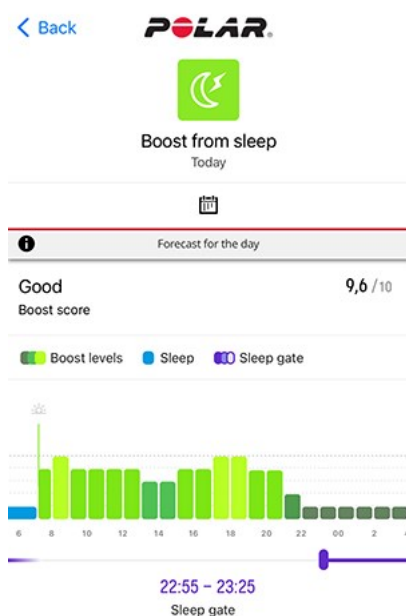 Back
POLAR.
Boost from sleep
Today
Forecast for the day
Good 9,6 /10
Boost score
Boost levels Sleep Sleep gate
6 8 10 12 14 16 18 20 22 00 2
22:55 – 23:25
Sleep gate